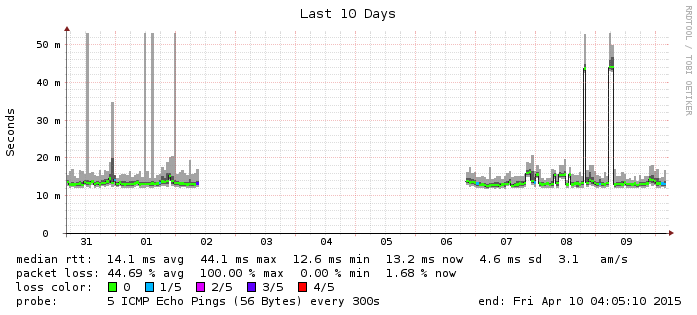 Last 10 Days
RRDTOOL / TOBI OETIKER
Seconds
50 m
40 m
30 m
20 m
10 m
0
31 01 02 03 04 05 06 07 08 09
median rtt: 14.1 ms avg 44.1 ms max 12.6 ms min 13.2 ms now 4.6 ms sd 3.1 am/s
packet loss: 44.69 % avg 100.00 % max 0.00 % min 1.68 % now
loss color: 0 1/5 2/5 3/5 4/5
probe: 5 ICMP Echo Pings (56 Bytes) every 300s end: Fri Apr 10 04:05:10 2015